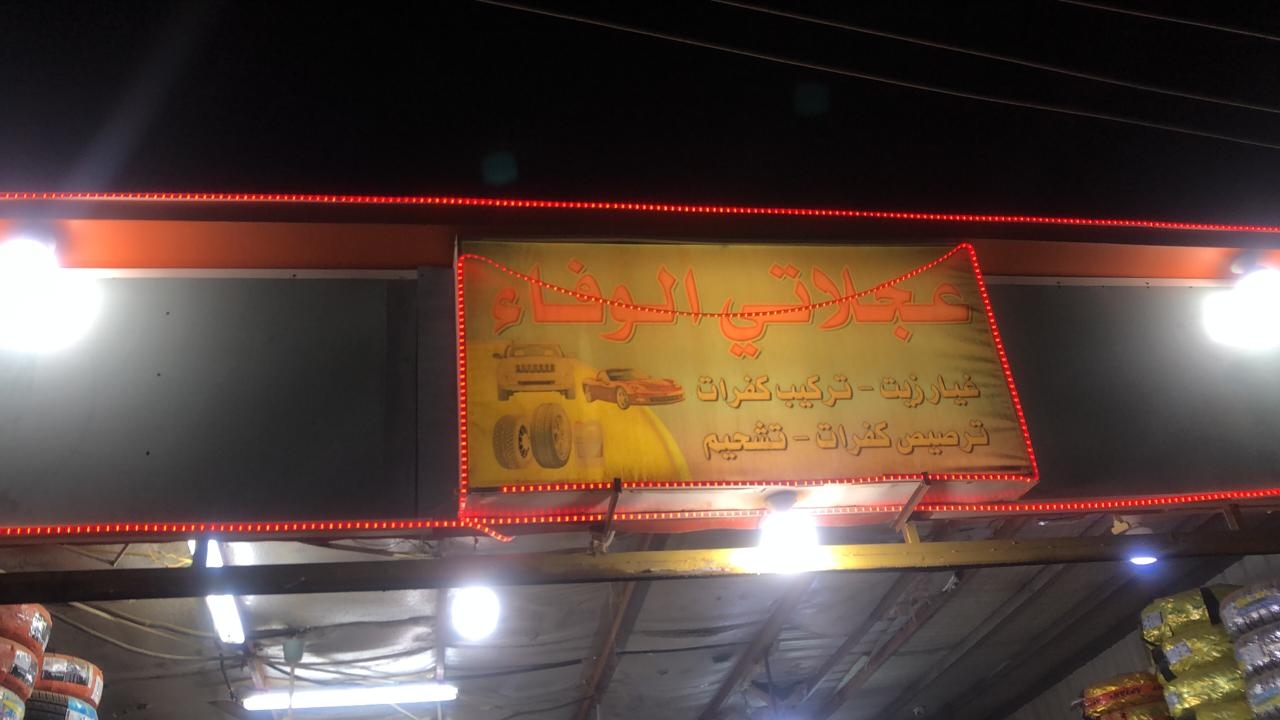 عجلاتي الوفاء
غيار زيت - تركيب كفرات
ترصيص كفرات - تشحيم